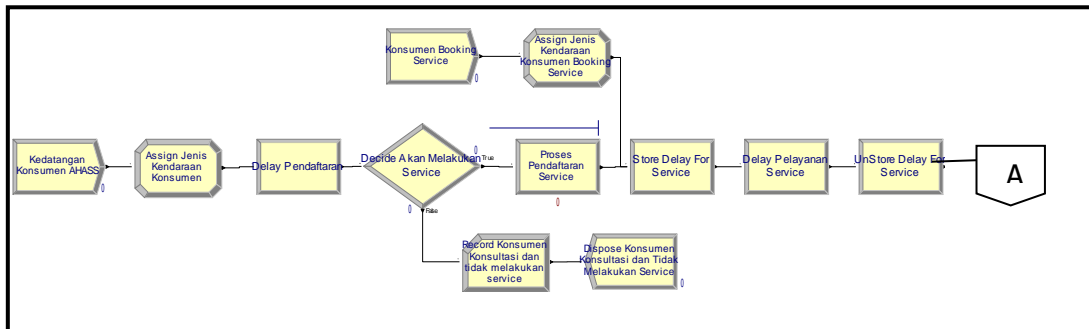 Konsumen Booking
Service
0
Assign Jenis
Kendaraan
Konsumen Booking
Service
Kedatangan
Konsumen AHASS
0
Assign Jenis
Kendaraan
Konsumen
Delay Pendaftaran
Decide Akan Melakukan
Service
0
True
0
False
Proses
Pendaftaran
Service
0
Store Delay For
Service
Delay Pelayanan
Service
UnStore Delay For
Service
A
Record Konsumen
Konsultasi dan
tidak melakukan
service
Dispose Konsumen
Konsultasi dan Tidak
Melakukan Service
0